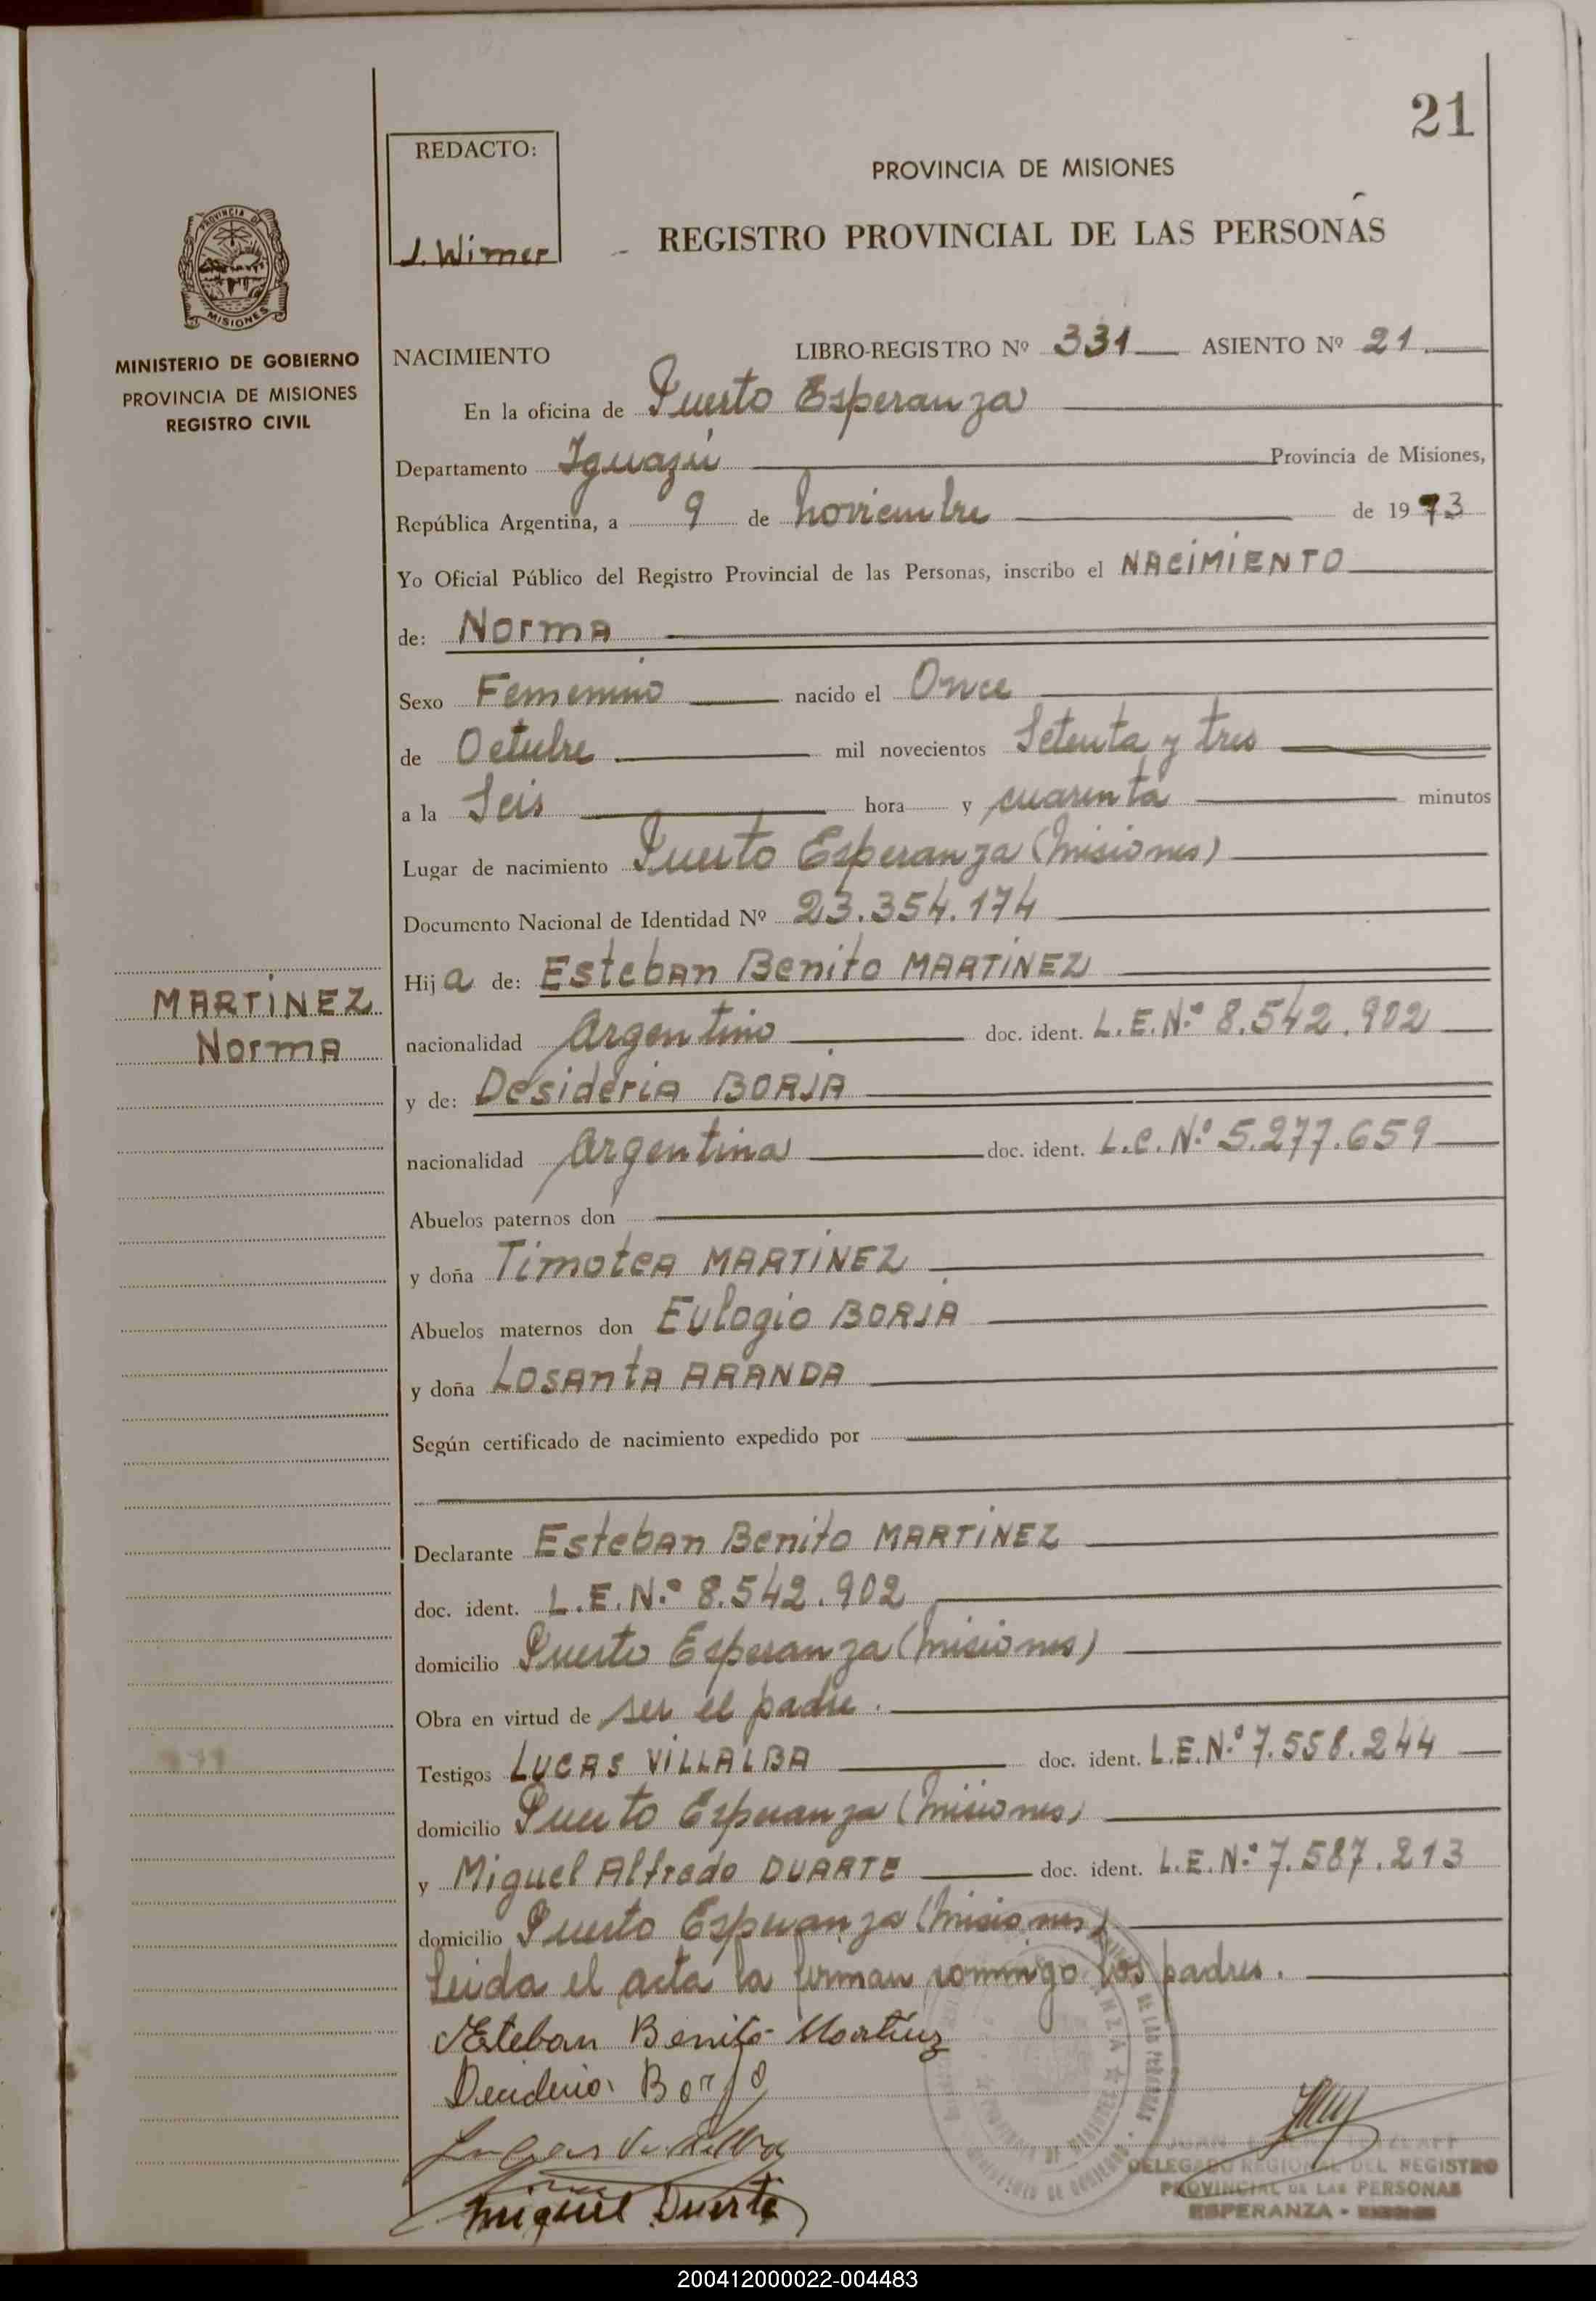 21
REDACTO:
J. Wimer
PROVINCIA DE MISIONES
REGISTRO PROVINCIAL DE LAS PERSONAS
PROVINCIA DE
MISIONES
MINISTERIO DE GOBIERNO
PROVINCIA DE MISIONES
REGISTRO CIVIL
NACIMIENTO LIBRO-REGISTRO Nº 331 ASIENTO Nº 21
En la oficina de Puerto Esperanza
Departamento Iguazú Provincia de Misiones,
República Argentina, a 9 de noviembre de 1973
Yo Oficial Público del Registro Provincial de las Personas, inscribo el NACIMIENTO
de: Norma
Sexo Femenino nacido el Once
de Octubre mil novecientos Setenta y tres
a la Seis hora y cuarenta minutos
Lugar de nacimiento Puerto Esperanza (Misiones)
Documento Nacional de Identidad Nº 23.354.174
Hija de: Esteban Benito MARTINEZ
MARTINEZ
Norma
nacionalidad Argentino doc. ident. L.E.N.º 8.542.902
y de: Desideria BORJA
nacionalidad Argentina doc. ident. L.C.N.º 5.277.659
Abuelos paternos don
y doña Timotea MARTINEZ
Abuelos maternos don Eulogio BORJA
y doña Losanta ARANDA
Según certificado de nacimiento expedido por
Declarante Esteban Benito MARTINEZ
doc. ident. L.E.N.º 8.542.902
domicilio Puerto Esperanza (Misiones)
Obra en virtud de ser el padre.
Testigos LUCAS VILLALBA doc. ident. L.E.N.º 7.558.244
domicilio Puerto Esperanza (Misiones)
y Miguel Alfredo DUARTE doc. ident. L.E.N.º 7.587.213
domicilio Puerto Esperanza (Misiones)
Leida el acta la firman conmigo los padres.
Esteban Benito Martinez
Borja
Miguel Duerte
DELEGADO REGIONAL DEL REGISTRO
PROVINCIAL DE LAS PERSONAS
ESPERANZA -
200412000022-004483